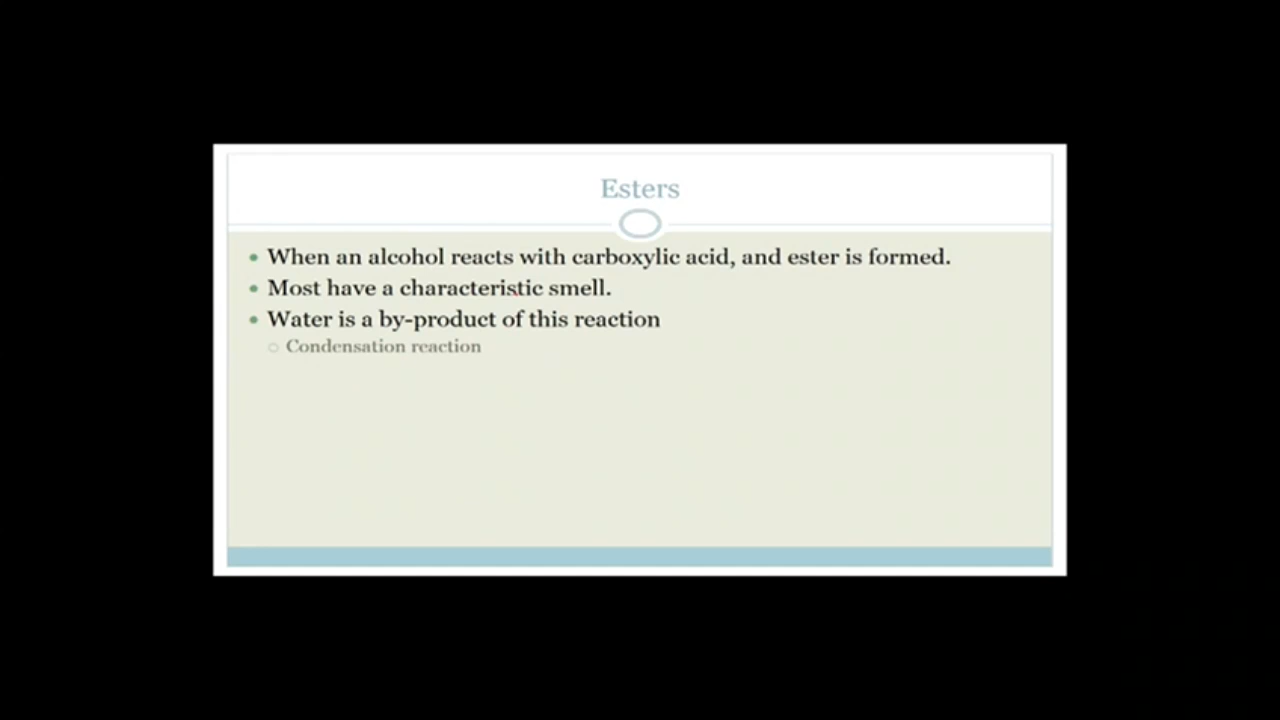 Esters
When an alcohol reacts with carboxylic acid, and ester is formed.
Most have a characteristic smell.
Water is a by-product of this reaction
Condensation reaction